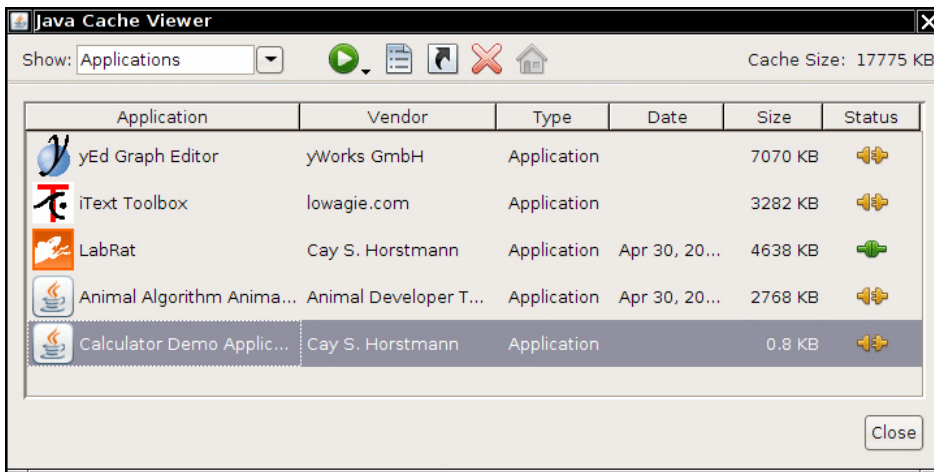 Java Cache Viewer
Show: Applications Cache Size: 17775 KB
Application Vendor Type Date Size Status
yEd Graph Editor yWorks GmbH Application 7070 KB
iText Toolbox lowagie.com Application 3282 KB
LabRat Cay S. Horstmann Application Apr 30, 20... 4638 KB
Animal Algorithm Anima... Animal Developer T... Application Apr 30, 20... 2768 KB
Calculator Demo Applic... Cay S. Horstmann Application 0.8 KB
Close